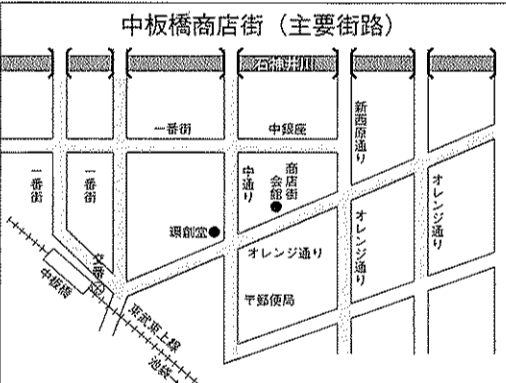 中板橋商店街（主要街路）
石神井川
一番街
中銀座
新西原通り
一番街
一番街
中通り
商店街
会館
オレンジ通り
環創堂
オレンジ通り
オレンジ通り
交番
中板橋
〒郵便局
東武東上線
池袋